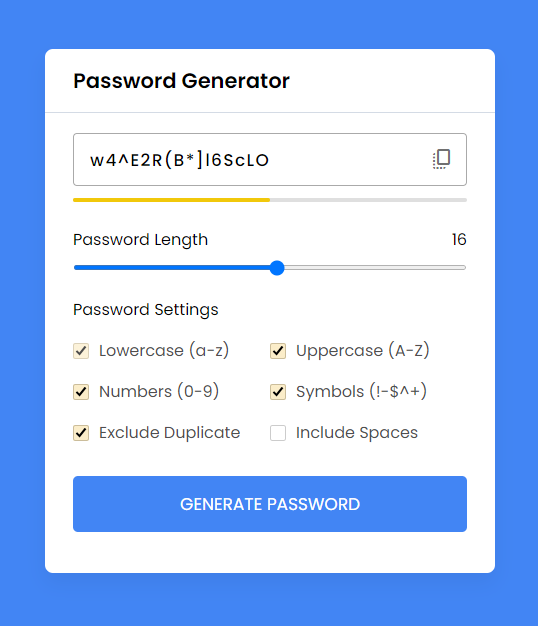 Password Generator
w4^E2R(B*]l6ScLO
Password Length 16
Password Settings
Lowercase (a-z) Uppercase (A-Z)
Numbers (0-9) Symbols (!-$^+)
Exclude Duplicate Include Spaces
GENERATE PASSWORD